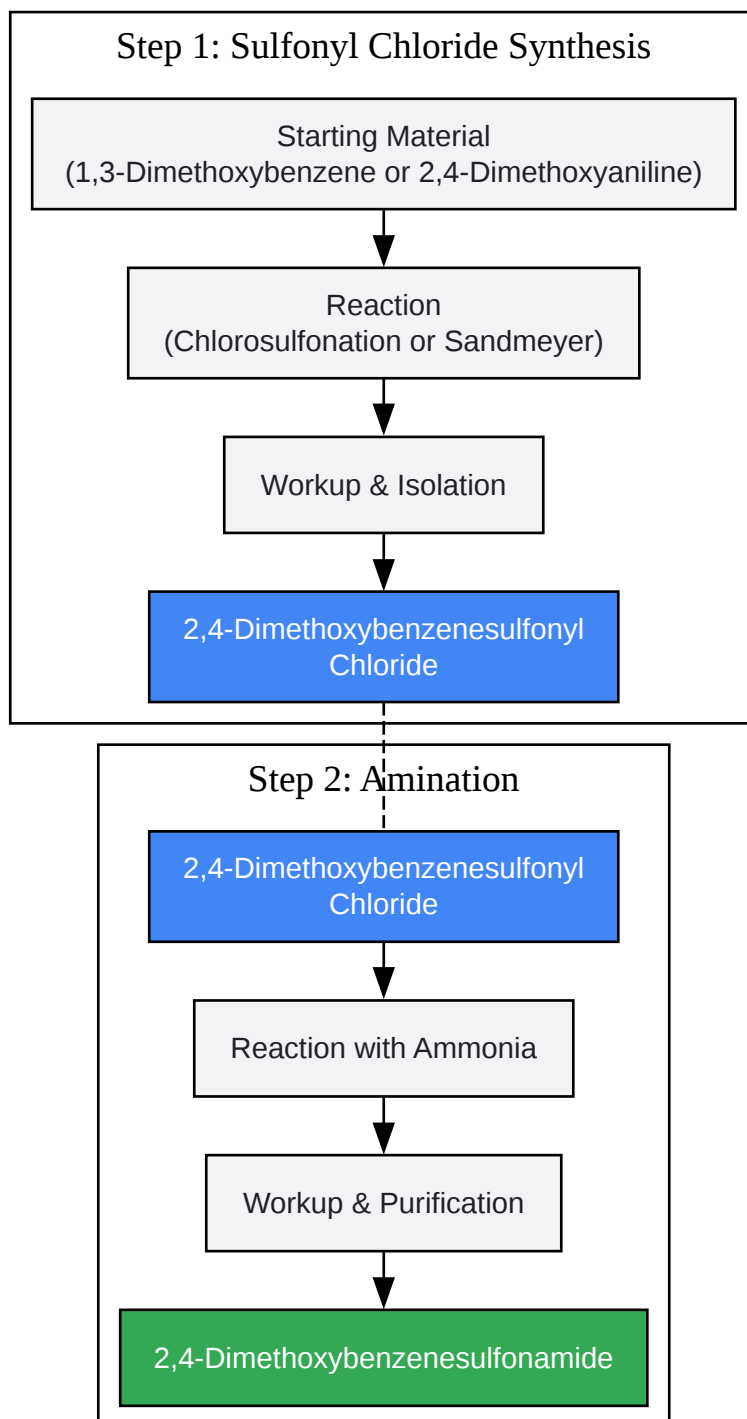 Step 1: Sulfonyl Chloride Synthesis
Starting Material
(1,3-Dimethoxybenzene or 2,4-Dimethoxyaniline)
Reaction
(Chlorosulfonation or Sandmeyer)
Workup & Isolation
2,4-Dimethoxybenzenesulfonyl
Chloride
Step 2: Amination
2,4-Dimethoxybenzenesulfonyl
Chloride
Reaction with Ammonia
Workup & Purification
2,4-Dimethoxybenzenesulfonamide